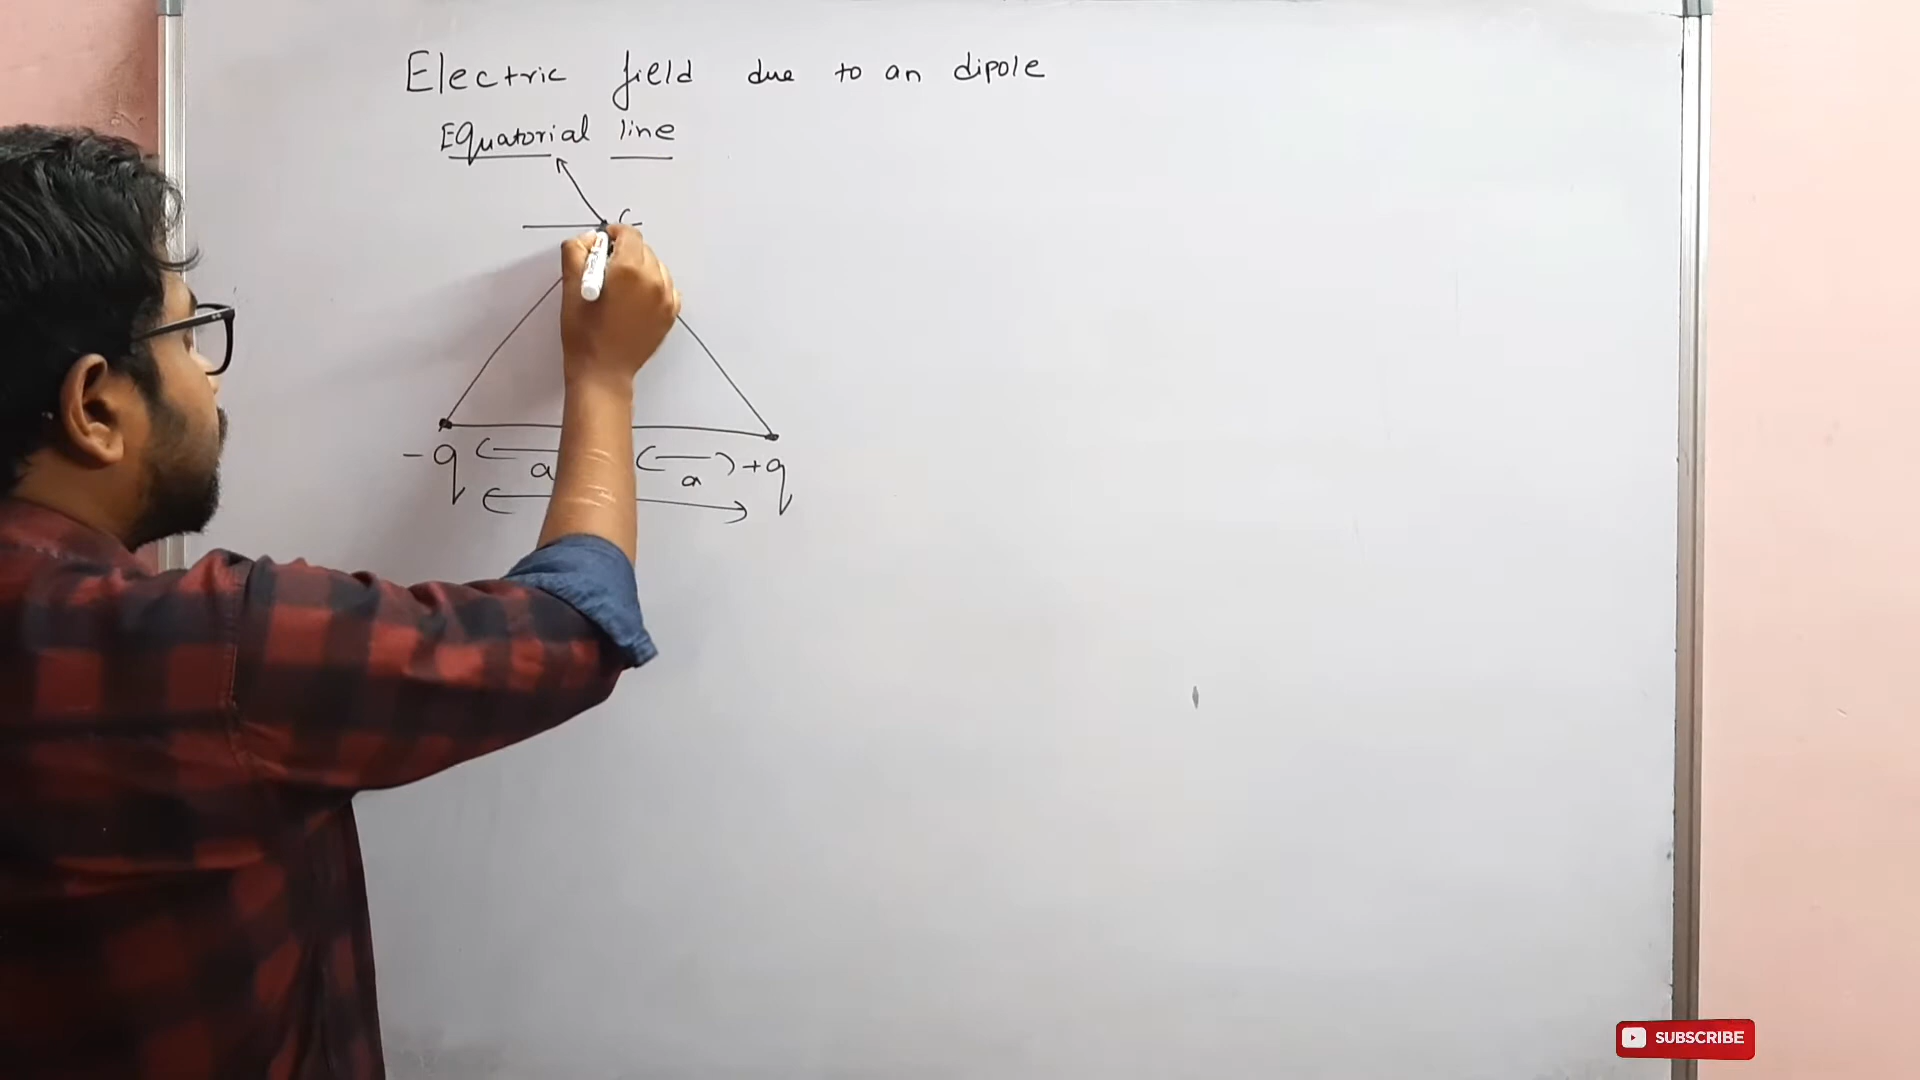 Electric field due to an dipole
Equatorial line
-q a a +q
SUBSCRIBE